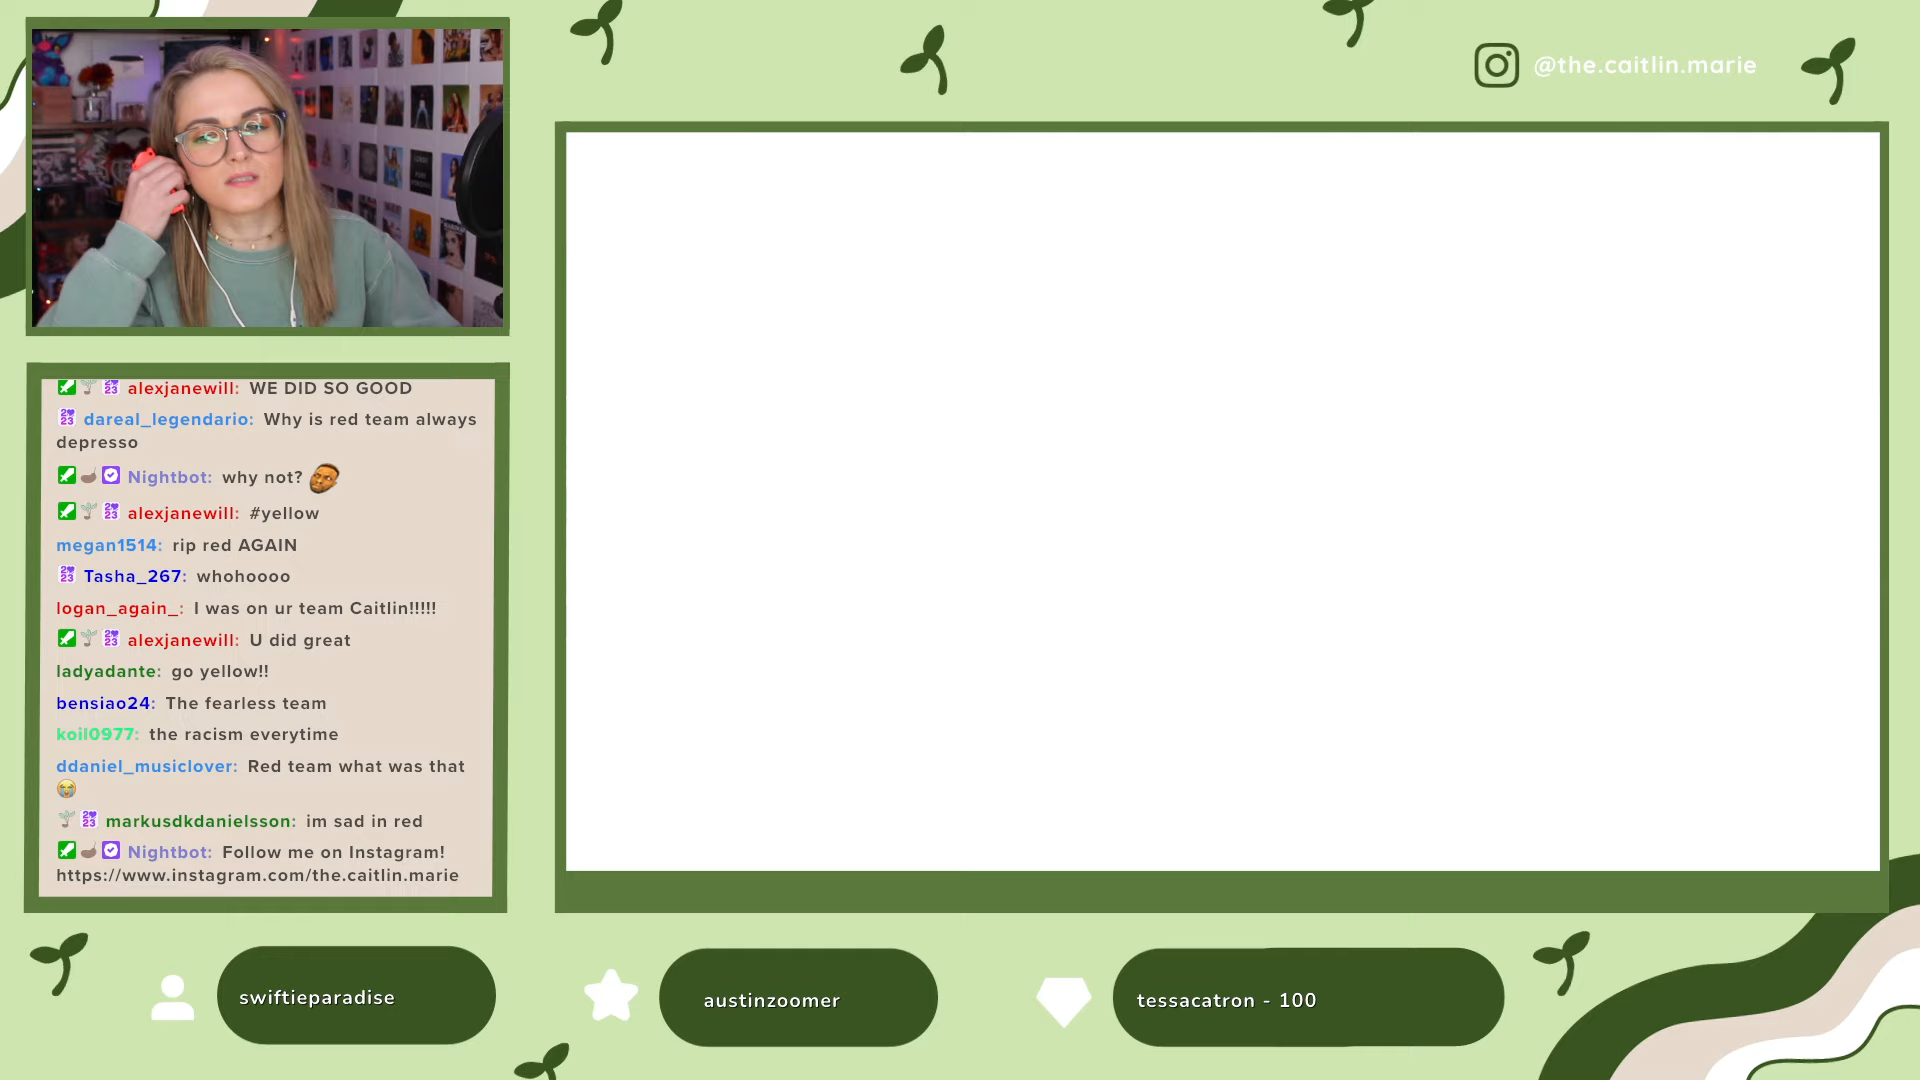 @the.caitlin.marie
alexjanewill: WE DID SO GOOD
dareal_legendario: Why is red team always
depresso
Nightbot: why not?
alexjanewill: #yellow
megan1514: rip red AGAIN
Tasha_267: whohoooo
logan_again_: I was on ur team Caitlin!!!!!
alexjanewill: U did great
ladyadante: go yellow!!
bensiao24: The fearless team
koil0977: the racism everytime
ddaniel_musiclover: Red team what was that
😭
markusdkdanielsson: im sad in red
Nightbot: Follow me on Instagram!
https://www.instagram.com/the.caitlin.marie
swiftieparadise
austinzoomer
tessacatron - 100